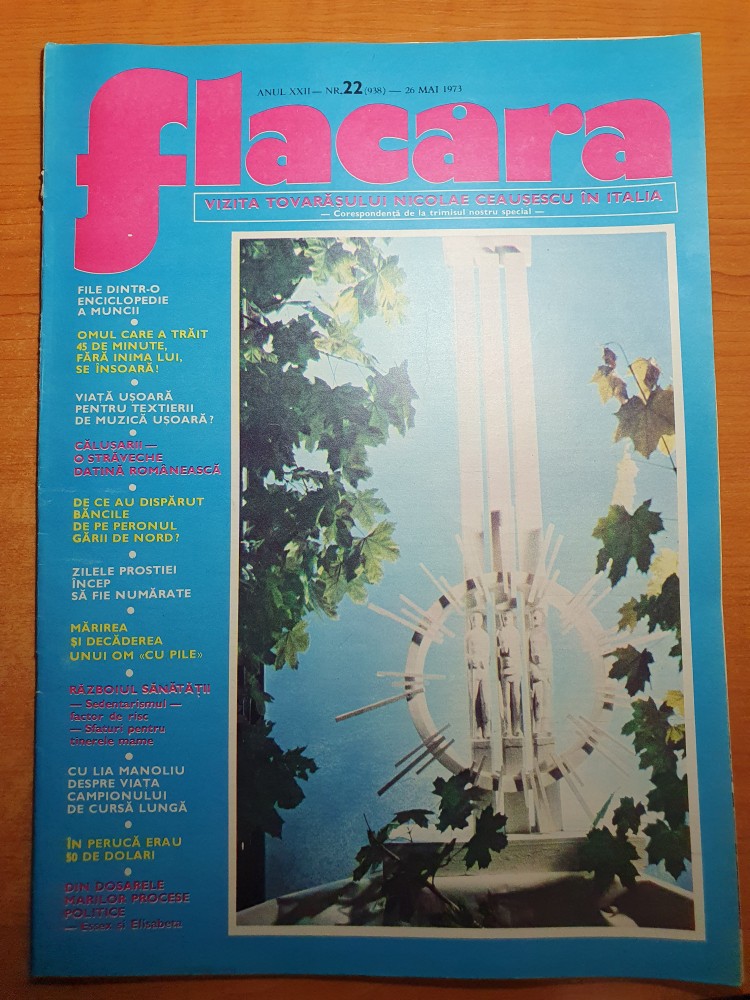 ANUL XXII — NR. 22 (938) — 26 MAI 1973
flacara
VIZITA TOVARĂȘULUI NICOLAE CEAUȘESCU ÎN ITALIA
— Corespondență de la trimisul nostru special —
FILE DINTR-O
ENCICLOPEDIE
A MUNCII
OMUL CARE A TRĂIT
45 DE MINUTE,
FĂRĂ INIMA LUI,
SE ÎNSOARĂ!
VIAȚĂ UȘOARĂ
PENTRU TEXTIERII
DE MUZICĂ UȘOARĂ?
CĂLUȘARII —
O STRĂVECHE
DATINĂ ROMÂNEASCĂ
DE CE AU DISPĂRUT
BĂNCILE
DE PE PERONUL
GĂRII DE NORD?
ZILELE PROSTIEI
ÎNCEP
SĂ FIE NUMĂRATE
MĂRIREA
ȘI DECĂDEREA
UNUI OM «CU PILE»
RĂZBOIUL SĂNĂTĂȚII
— Sedentarismul —
factor de risc
— Sfaturi pentru
tinerele mame
CU LIA MANOLIU
DESPRE VIAȚA
CAMPIONULUI
DE CURSĂ LUNGĂ
ÎN PERUCĂ ERAU
50 DE DOLARI
DIN DOSARELE
MARILOR PROCESE
POLITICE
— Essex și Elisabeta